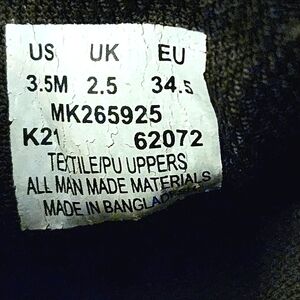 US UK EU
3.5M 2.5 34.5
MK265925
K21 62072
TEXTILE/PU UPPERS
ALL MAN MADE MATERIALS
MADE IN BANGLADESH